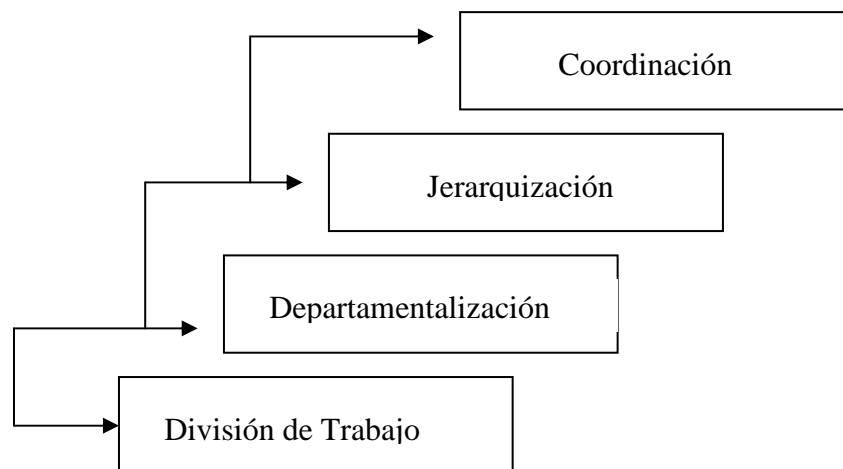 Coordinación
Jerarquización
Departamentalización
División de Trabajo